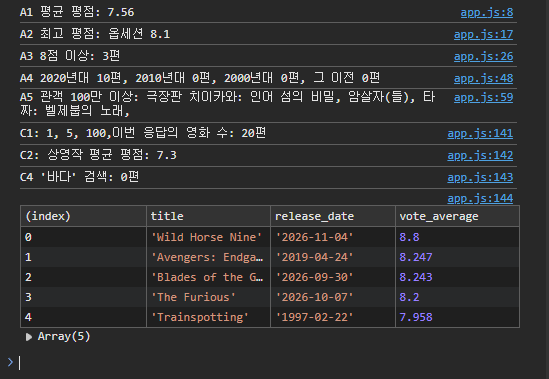 A1 평균 평점: 7.56 app.js:8
A2 최고 평점: 옵세션 8.1 app.js:17
A3 8점 이상: 3편 app.js:26
A4 2020년대 10편, 2010년대 0편, 2000년대 0편, 그 이전 0편 app.js:48
A5 관객 100만 이상: 극장판 치이카와: 인어 섬의 비밀, 암살자(들), 타 app.js:59
짜: 벨제붑의 노래,
C1: 1, 5, 100,이번 응답의 영화 수: 20편 app.js:141
C2: 상영작 평균 평점: 7.3 app.js:142
C4 '바다' 검색: 0편 app.js:143
app.js:144
(index) title release_date vote_average
0 'Wild Horse Nine' '2026-11-04' 8.8
1 'Avengers: Endga… '2019-04-24' 8.247
2 'Blades of the G… '2026-09-30' 8.243
3 'The Furious' '2026-10-07' 8.2
4 'Trainspotting' '1997-02-22' 7.958
▶ Array(5)
>